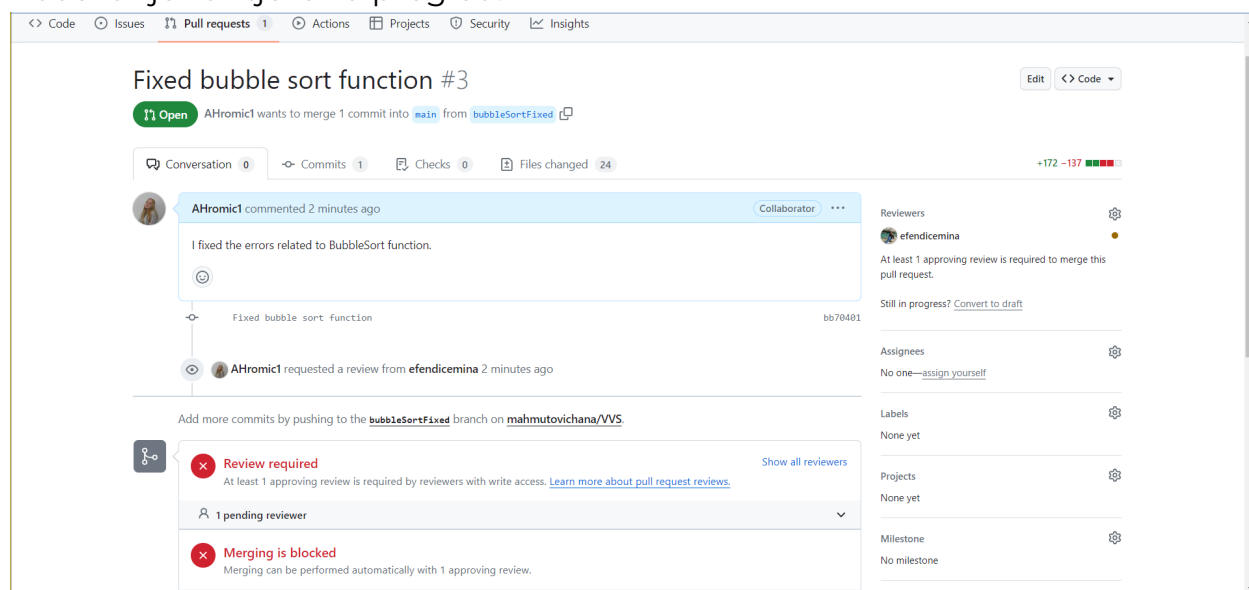 Code Issues Pull requests 1 Actions Projects Security Insights
Fixed bubble sort function #3
Edit <> Code
Open AHromic1 wants to merge 1 commit into main from bubbleSortFixed
Conversation 0 Commits 1 Checks 0 Files changed 24
+172 −137
AHromic1 commented 2 minutes ago
Collaborator
I fixed the errors related to BubbleSort function.
Fixed bubble sort function bb70401
AHromic1 requested a review from efendicemina 2 minutes ago
Add more commits by pushing to the bubbleSortFixed branch on mahmutovichana/VVS.
Review required
Show all reviewers
At least 1 approving review is required by reviewers with write access. Learn more about pull request reviews.
1 pending reviewer
Merging is blocked
Merging can be performed automatically with 1 approving review.
Reviewers
efendicemina
At least 1 approving review is required to merge this
pull request.
Still in progress? Convert to draft
Assignees
No one—assign yourself
Labels
None yet
Projects
None yet
Milestone
No milestone